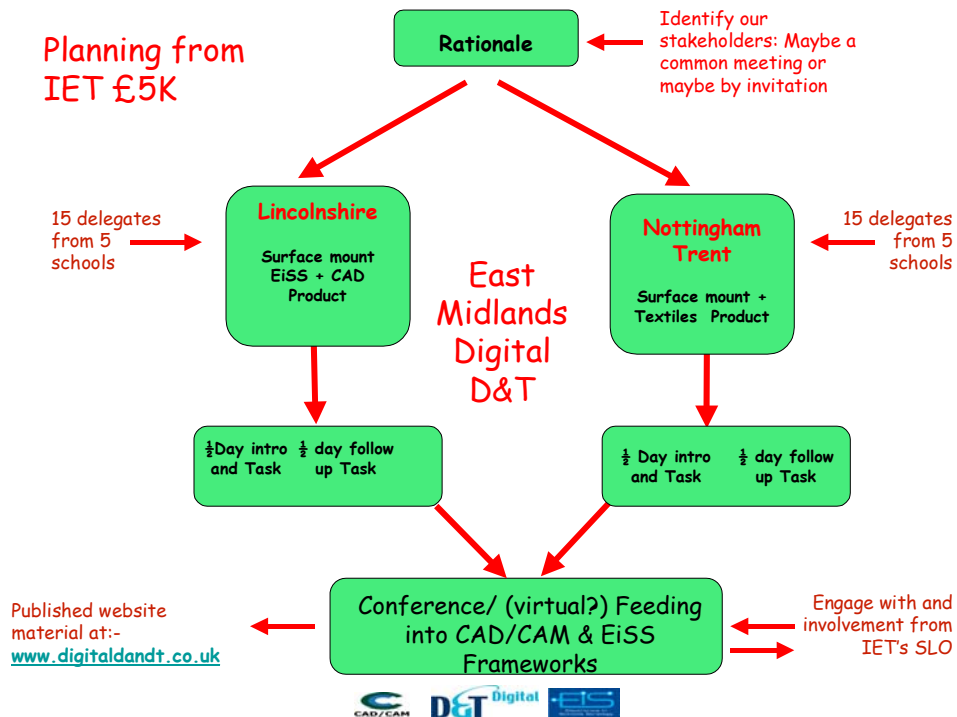 Planning from
IET £5K
Rationale
Identify our
stakeholders: Maybe a
common meeting or
maybe by invitation
15 delegates
from 5
schools
Lincolnshire
Surface mount
EiSS + CAD
Product
East
Midlands
Digital
D&T
Nottingham
Trent
Surface mount +
Textiles Product
15 delegates
from 5
schools
½Day intro ½ day follow
and Task up Task
½ Day intro ½ day follow
and Task up Task
Published website
material at:-
www.digitaldandt.co.uk
Conference/ (virtual?) Feeding
into CAD/CAM & EiSS
Frameworks
Engage with and
involvement from
IET's SLO
CAD/CAM
D&T Digital
EIS